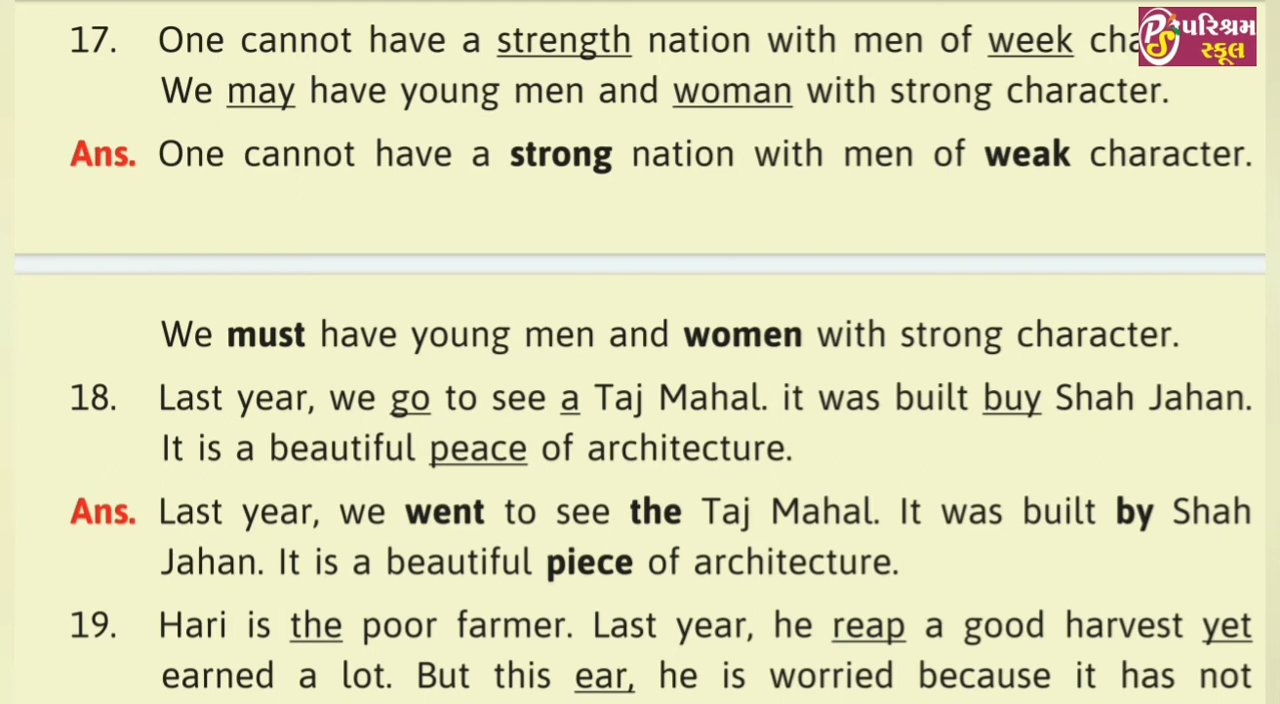 17. One cannot have a strength nation with men of week
પરિશ્રમ
સ્કૂલ
We may have young men and woman with strong character.
Ans. One cannot have a strong nation with men of weak character.
We must have young men and women with strong character.
18. Last year, we go to see a Taj Mahal. it was built buy Shah Jahan.
It is a beautiful peace of architecture.
Ans. Last year, we went to see the Taj Mahal. It was built by Shah
Jahan. It is a beautiful piece of architecture.
19. Hari is the poor farmer. Last year, he reap a good harvest yet
earned a lot. But this ear, he is worried because it has not